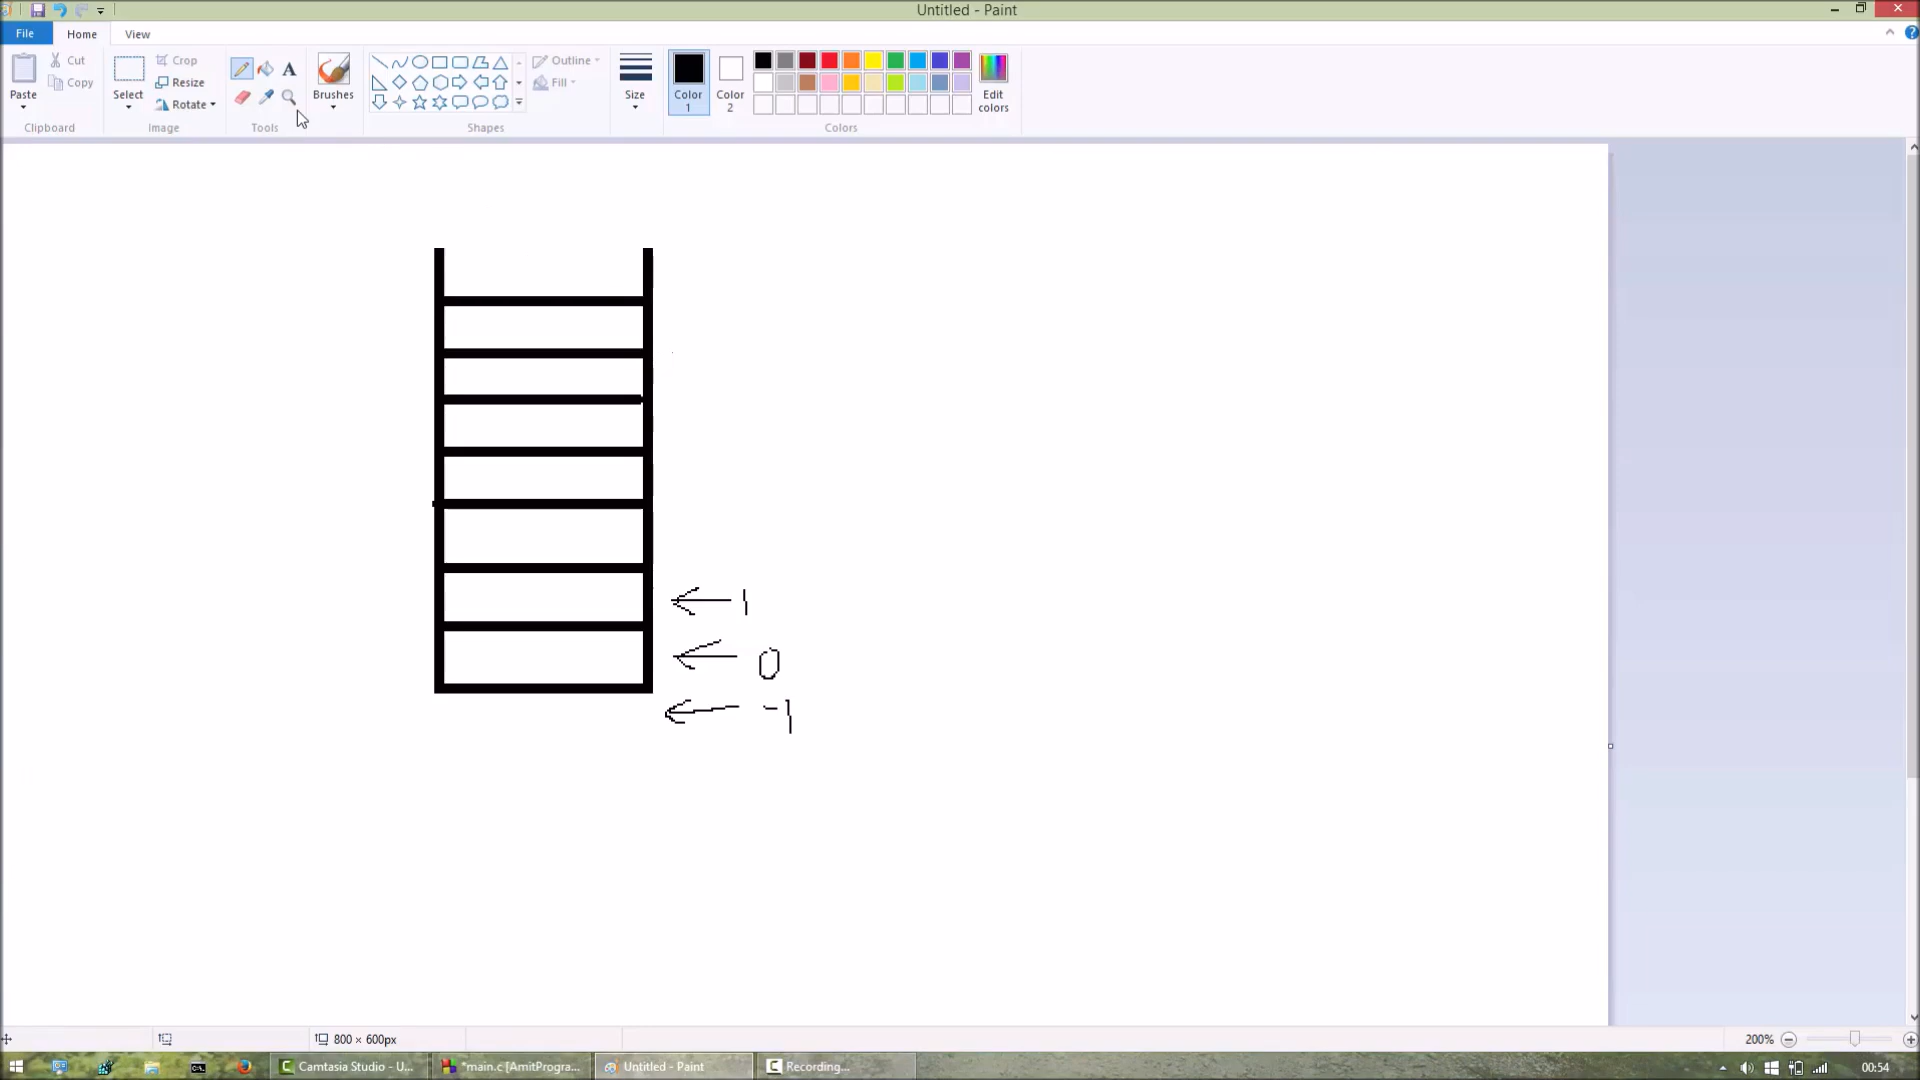 Untitled - Paint
File Home View
Paste
Cut
Copy
Clipboard
Select
Crop
Resize
Rotate
Image
A
Tools
Brushes
Shapes
Outline
Fill
Size
Color 1
Color 2
Edit colors
Colors
1
0
-1
800 × 600px
200%
Camtasia Studio - U...
*main.c [AmitProgra...
Untitled - Paint
Recording...
00:54